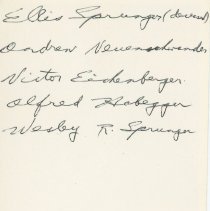 Ellis Sprunger (deceased)
Andrew Neuenschwander
Victor Eichenberger
Alfred Habegger
Wesley R. Sprunger